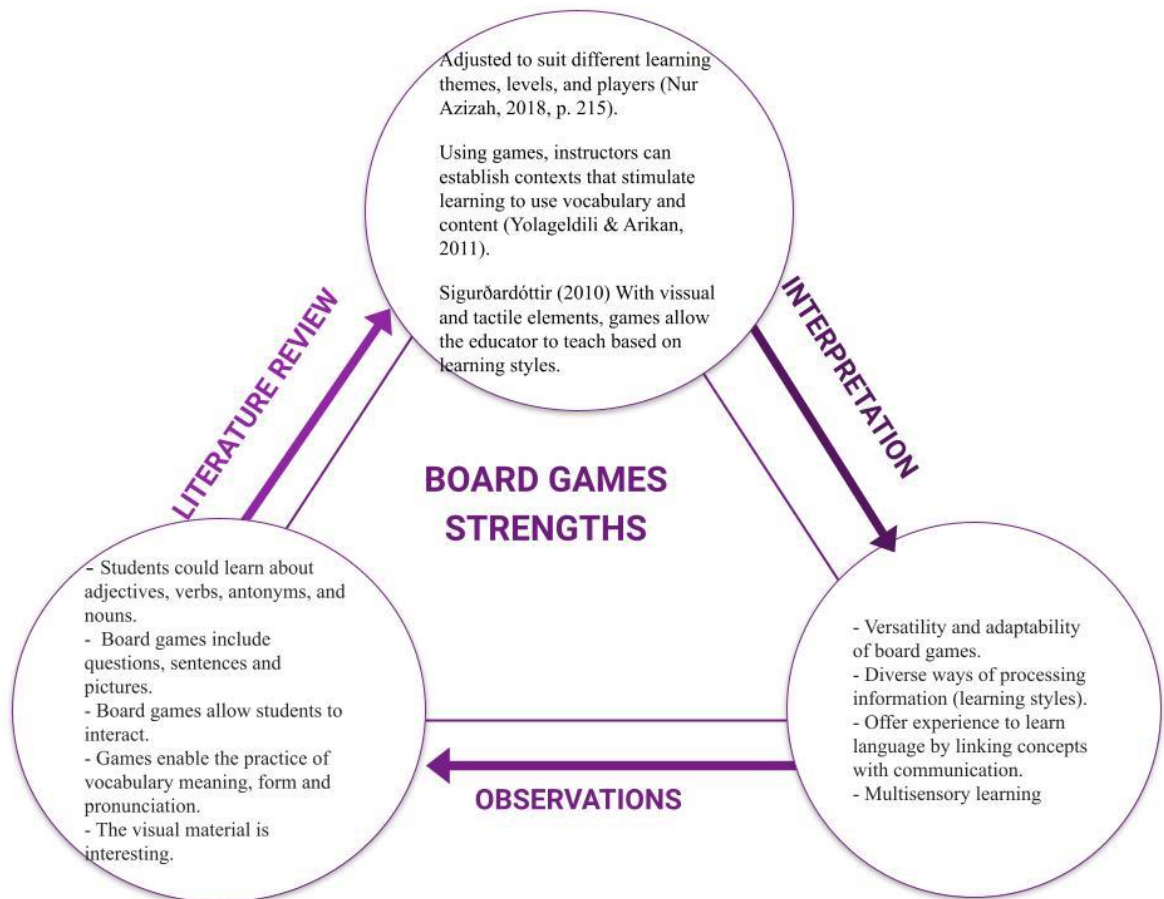 Adjusted to suit different learning
themes, levels, and players (Nur
Azizah, 2018, p. 215).
Using games, instructors can
establish contexts that stimulate
learning to use vocabulary and
content (Yolageldili & Arikan,
2011).
Sigurðardóttir (2010) With vissual
and tactile elements, games allow
the educator to teach based on
learning styles.
LITERATURE REVIEW
INTERPRETATION
BOARD GAMES
STRENGTHS
- Students could learn about
adjectives, verbs, antonyms, and
nouns.
- Board games include
questions, sentences and
pictures.
- Board games allow students to
interact.
- Games enable the practice of
vocabulary meaning, form and
pronunciation.
- The visual material is
interesting.
- Versatility and adaptability
of board games.
- Diverse ways of processing
information (learning styles).
- Offer experience to learn
language by linking concepts
with communication.
- Multisensory learning
OBSERVATIONS